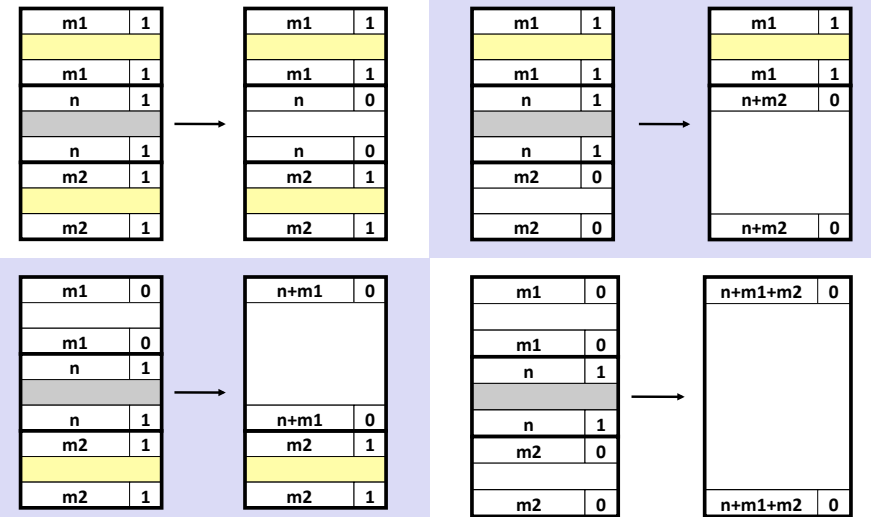 m1 1 m1 1
m1 1 m1 1
n 1 n 0
n 1 n 0
m2 1 m2 1
m2 1 m2 1
m1 1 m1 1
m1 1 m1 1
n 1 n+m2 0
n 1
m2 0
m2 0 n+m2 0
m1 0 n+m1 0
m1 0
n 1
n 1 n+m1 0
m2 1 m2 1
m2 1 m2 1
m1 0 n+m1+m2 0
m1 0
n 1
n 1
m2 0
m2 0 n+m1+m2 0